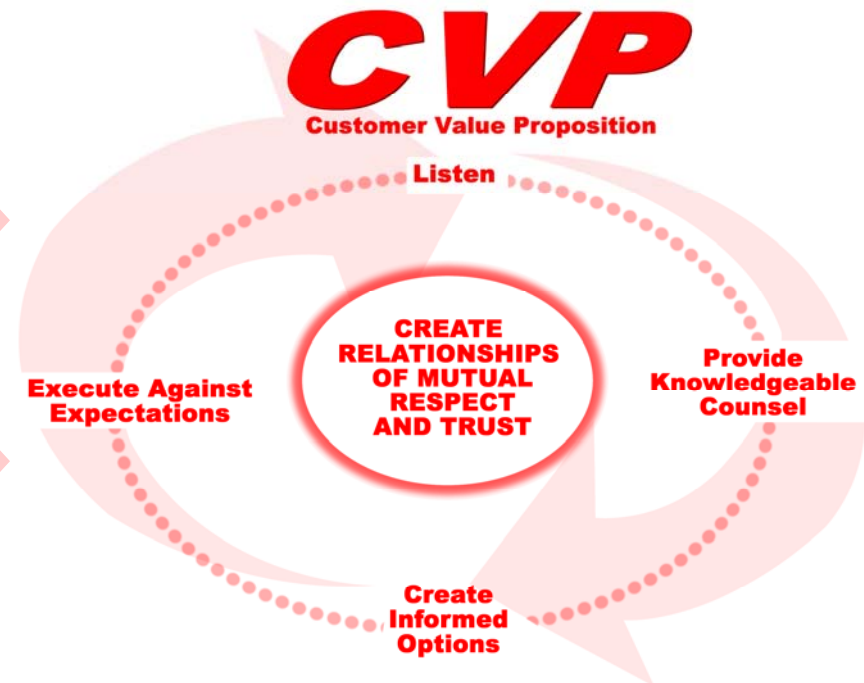 CVP
Customer Value Proposition
Listen
CREATE
RELATIONSHIPS
OF MUTUAL
RESPECT
AND TRUST
Provide
Knowledgeable
Counsel
Execute Against
Expectations
Create
Informed
Options